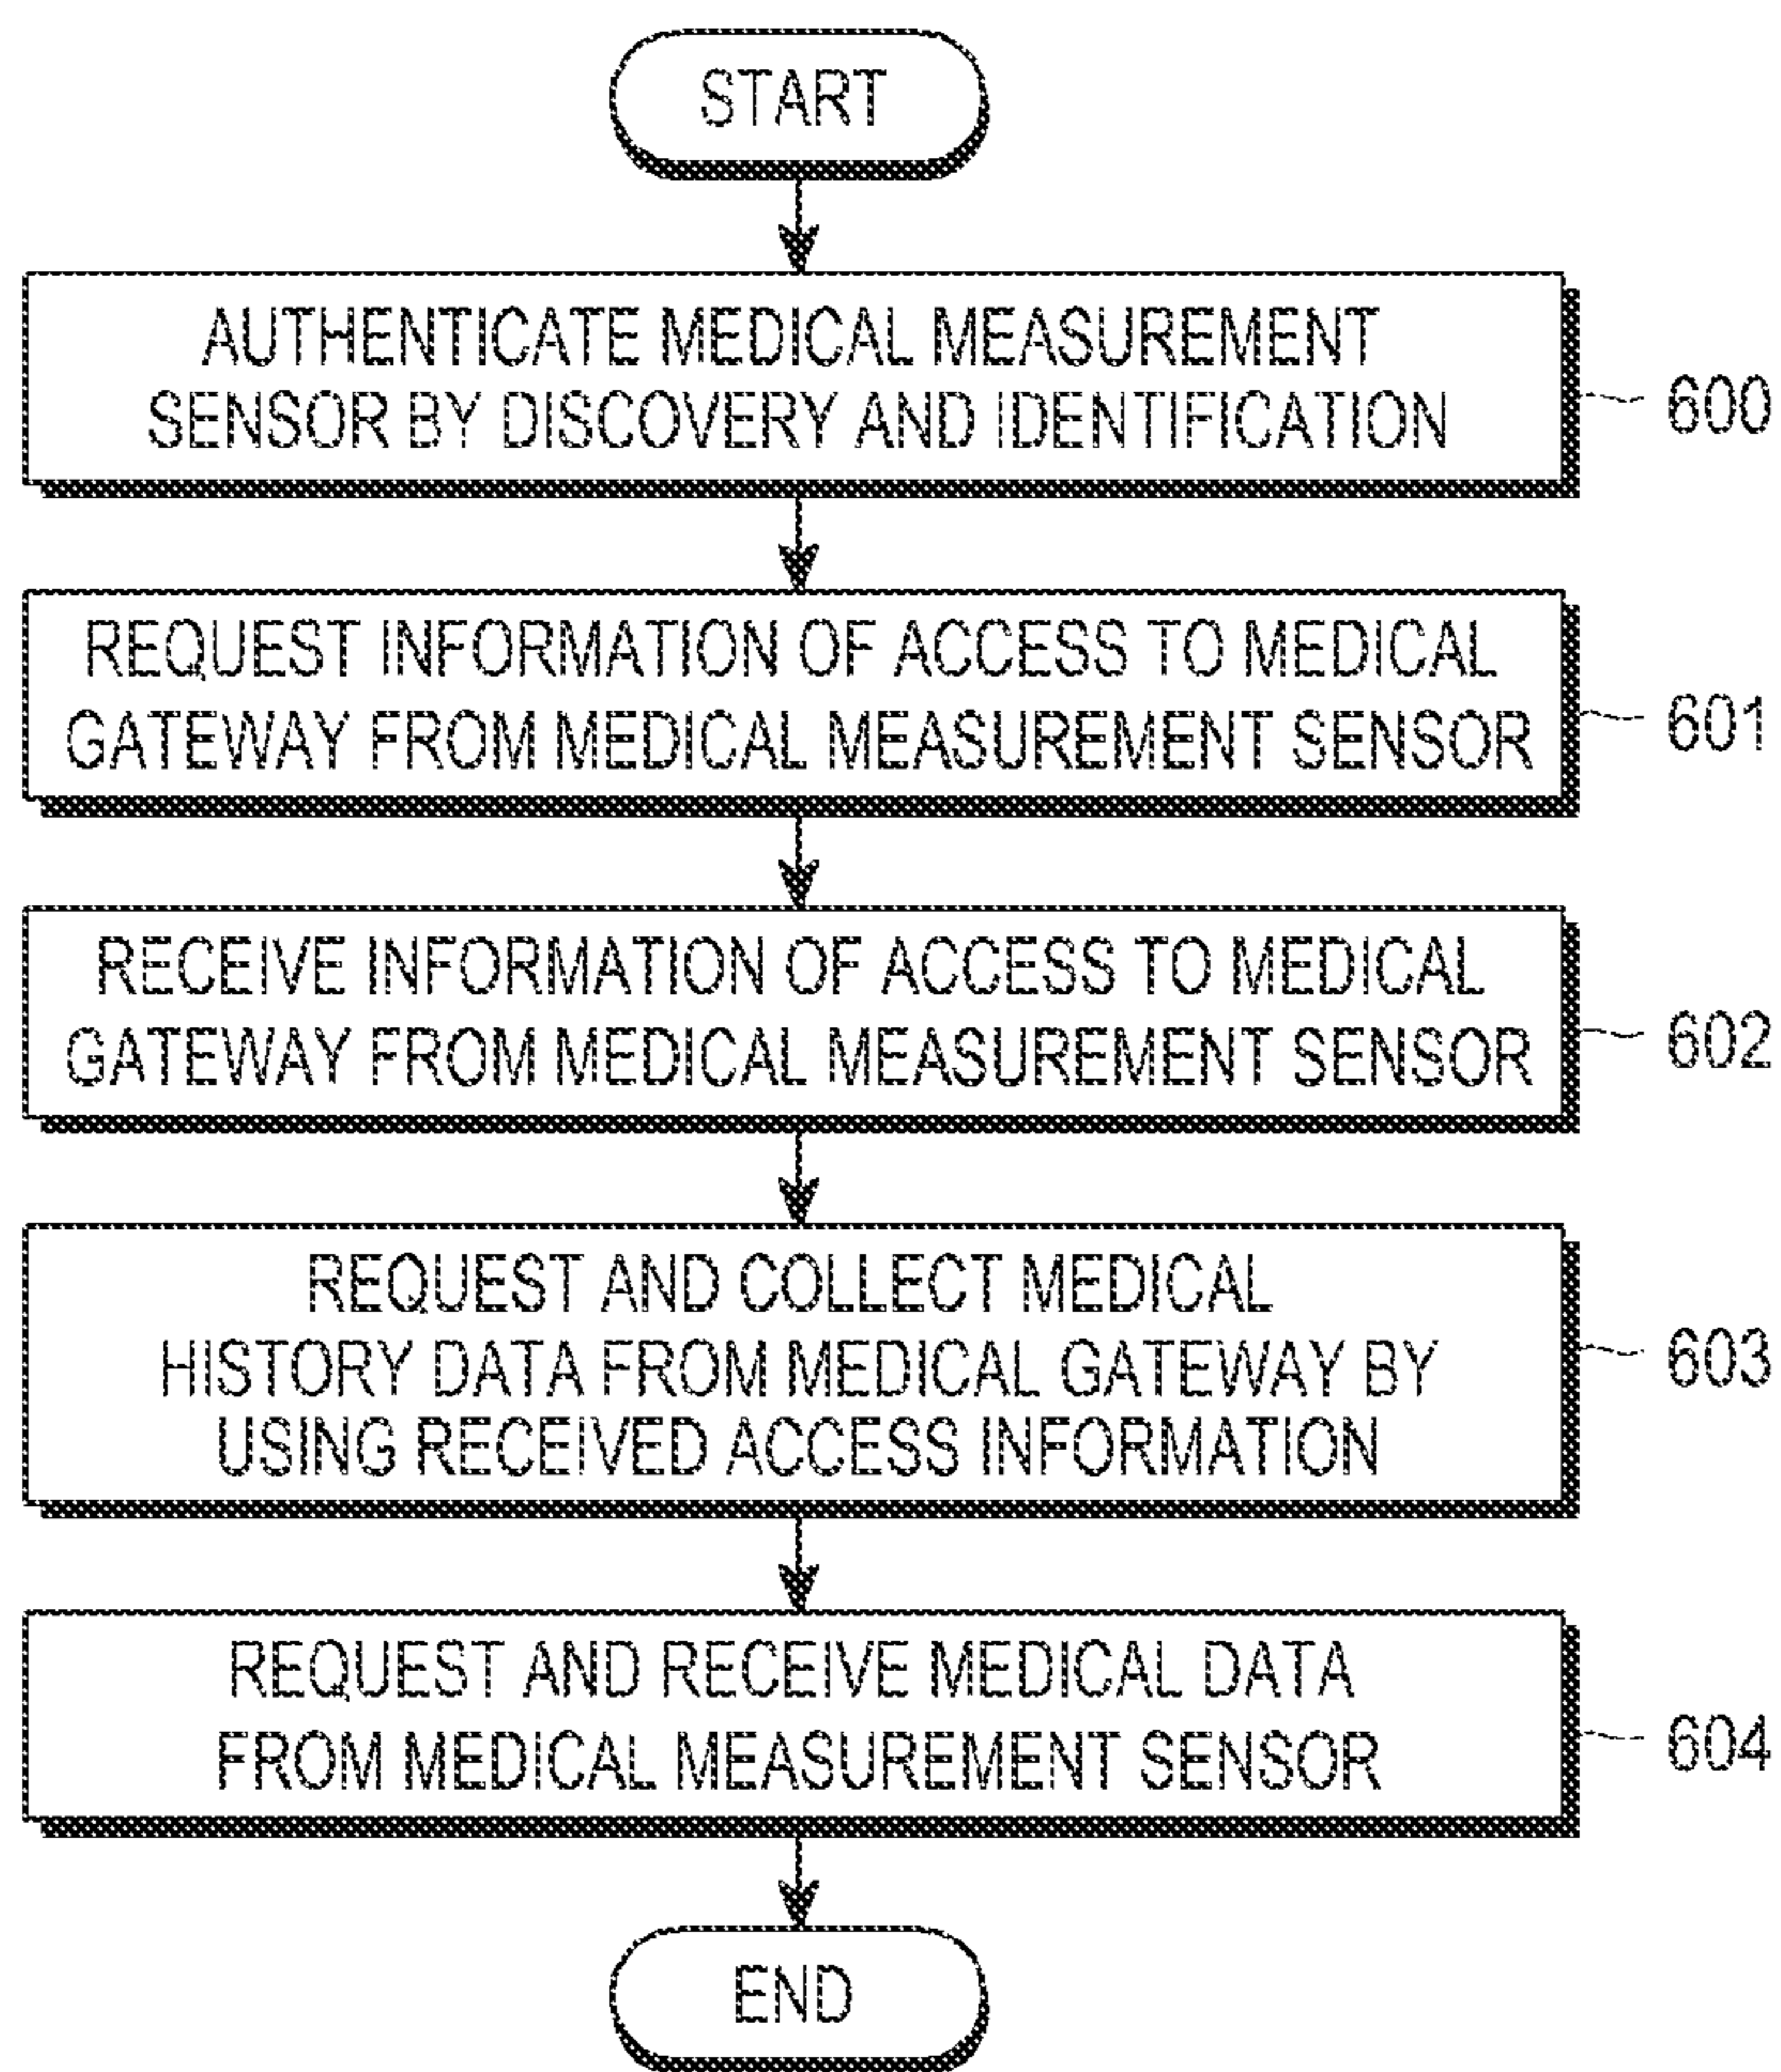 START
AUTHENTICATE MEDICAL MEASUREMENT
SENSOR BY DISCOVERY AND IDENTIFICATION
600
REQUEST INFORMATION OF ACCESS TO MEDICAL
GATEWAY FROM MEDICAL MEASUREMENT SENSOR
601
RECEIVE INFORMATION OF ACCESS TO MEDICAL
GATEWAY FROM MEDICAL MEASUREMENT SENSOR
602
REQUEST AND COLLECT MEDICAL
HISTORY DATA FROM MEDICAL GATEWAY BY
USING RECEIVED ACCESS INFORMATION
603
REQUEST AND RECEIVE MEDICAL DATA
FROM MEDICAL MEASUREMENT SENSOR
604
END